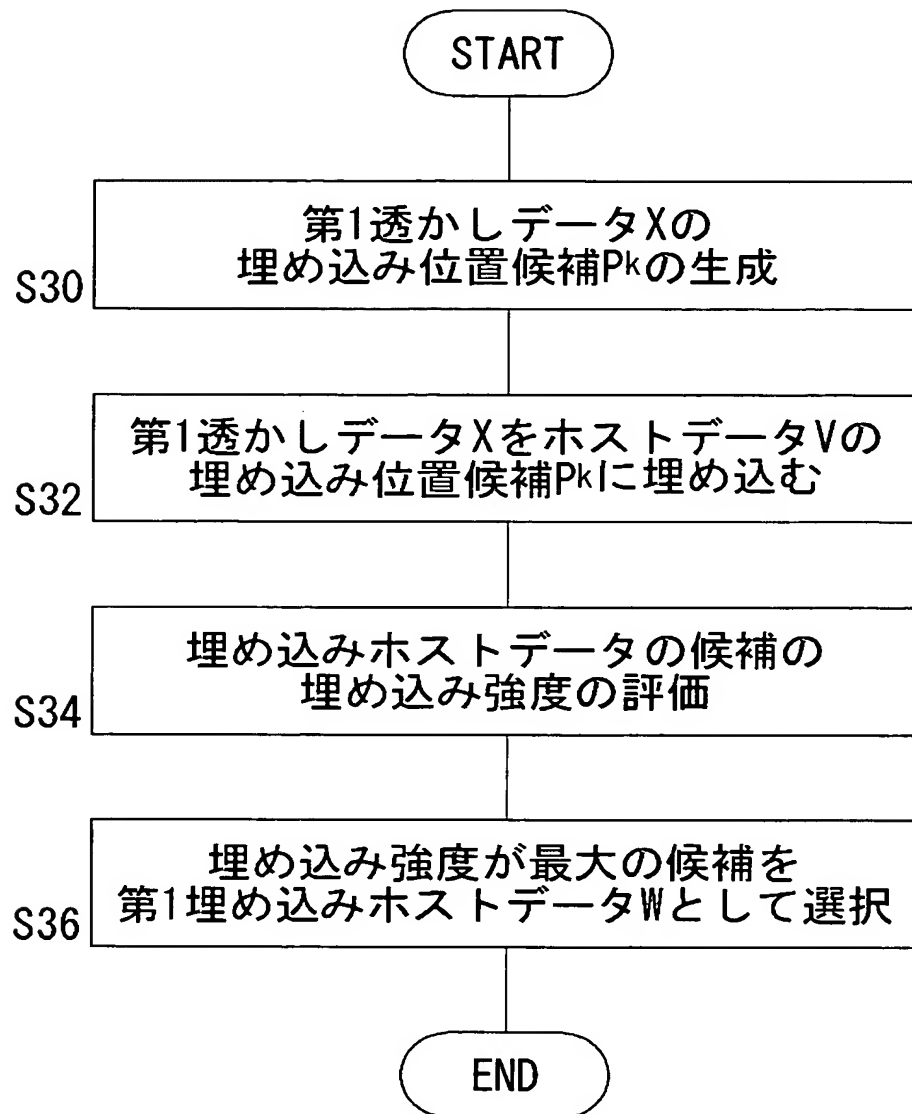 START
第1透かしデータXの
埋め込み位置候補Pkの生成
S30
第1透かしデータXをホストデータVの
埋め込み位置候補Pkに埋め込む
S32
埋め込みホストデータの候補の
埋め込み強度の評価
S34
埋め込み強度が最大の候補を
第1埋め込みホストデータWとして選択
S36
END